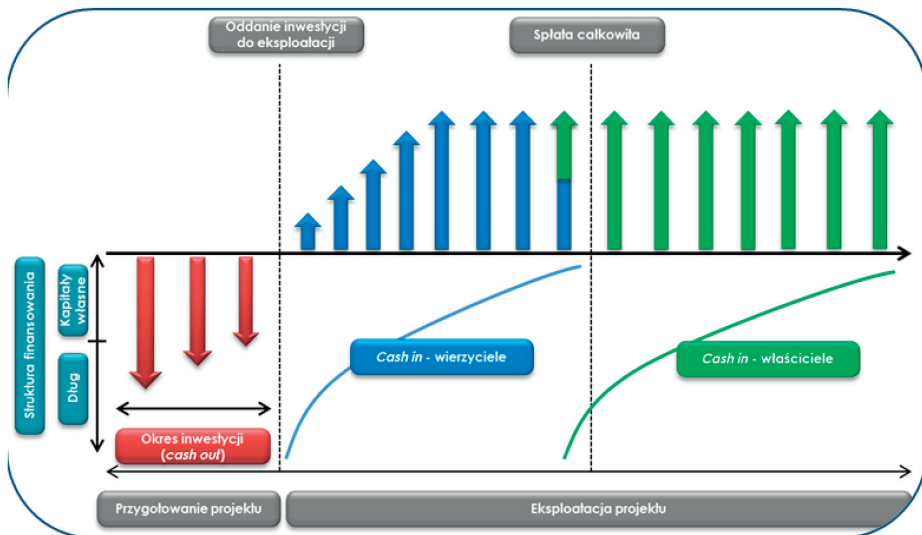 Oddanie inwestycji
do eksploatacji
Spłata całkowita
Struktura finansowania
Kapitały
własne
Dług
Cash in - wierzyciele
Cash in - właściciele
Okres inwestycji
(cash out)
Przygotowanie projektu
Eksploatacja projektu